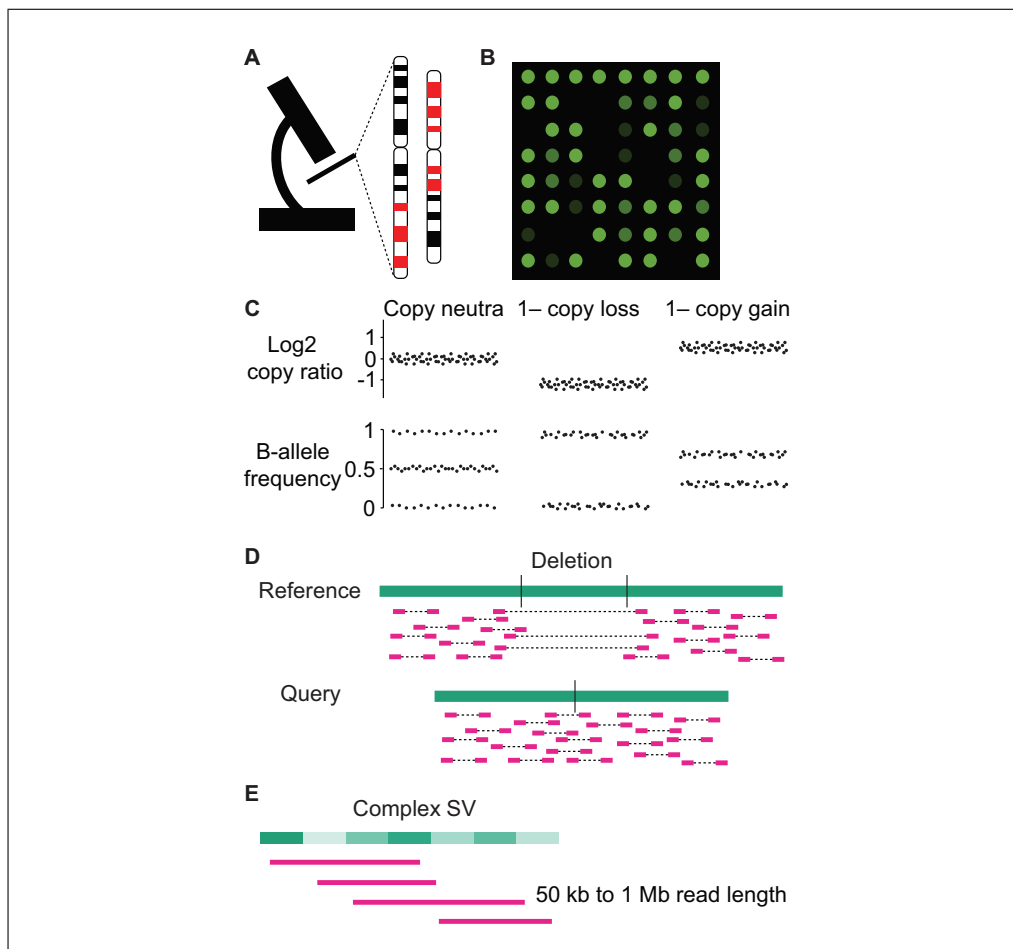 A
B
C
Copy neutra 1– copy loss 1– copy gain
Log2
copy ratio
1
0
-1
B-allele
frequency
1
0.5
0
D
Deletion
Reference
Query
E
Complex SV
50 kb to 1 Mb read length